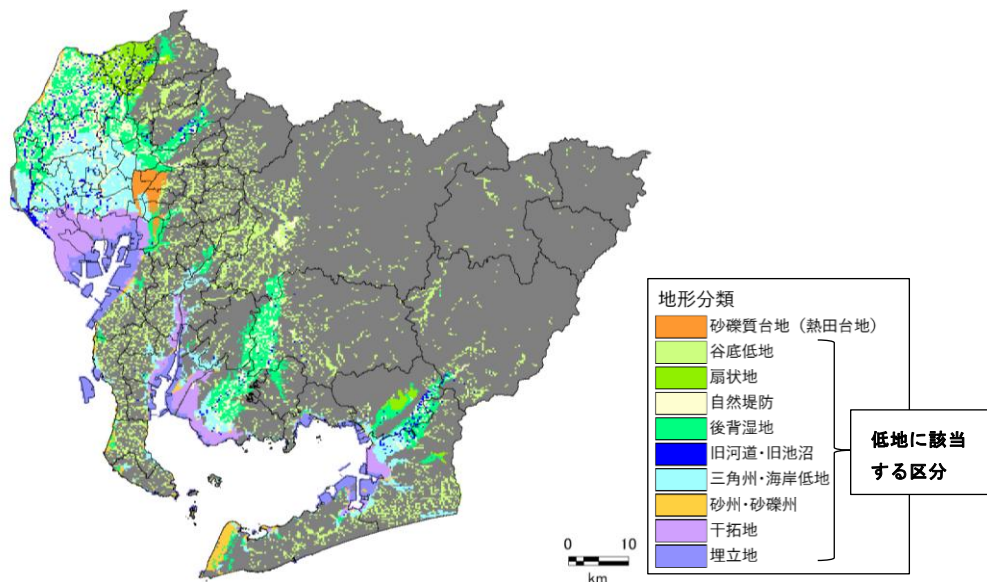 地形分類
砂礫質台地（熱田台地）
谷底低地
扇状地
自然堤防
後背湿地
旧河道・旧池沼
三角州・海岸低地
砂州・砂礫州
干拓地
埋立地
低地に該当
する区分
0 10
km